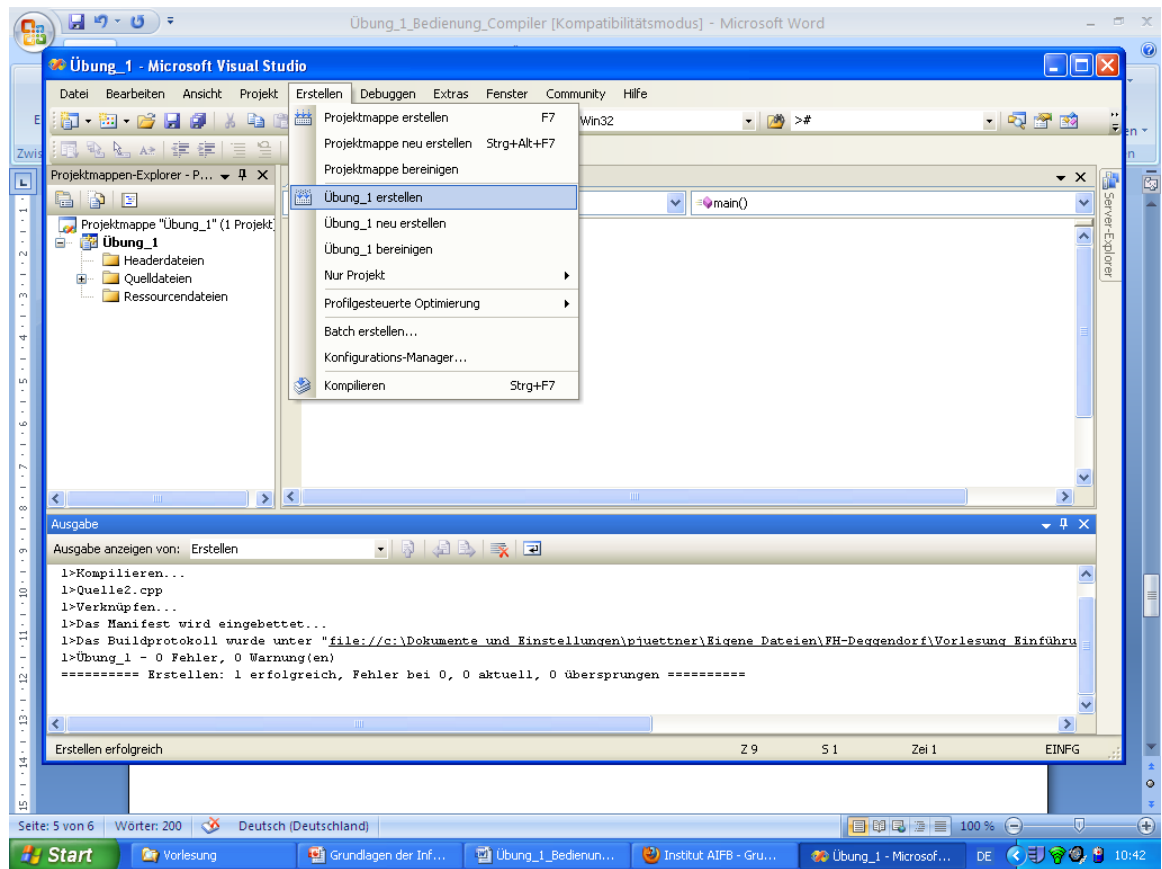 Übung_1_Bedienung_Compiler [Kompatibilitätsmodus] - Microsoft Word
Übung_1 - Microsoft Visual Studio
Datei Bearbeiten Ansicht Projekt Erstellen Debuggen Extras Fenster Community Hilfe
Win32 >#
Zwis
Projektmappen-Explorer - P...
Projektmappe "Übung_1" (1 Projekt)
Übung_1
Headerdateien
Quelldateien
Ressourcendateien
Projektmappe erstellen F7
Projektmappe neu erstellen Strg+Alt+F7
Projektmappe bereinigen
Übung_1 erstellen
Übung_1 neu erstellen
Übung_1 bereinigen
Nur Projekt
Profilgesteuerte Optimierung
Batch erstellen...
Konfigurations-Manager...
Kompilieren Strg+F7
main()
Server-Explorer
Ausgabe
Ausgabe anzeigen von: Erstellen
1>Kompilieren...
1>Quelle2.cpp
1>Verknüpfen...
1>Das Manifest wird eingebettet...
1>Das Buildprotokoll wurde unter "file://c:\Dokumente und Einstellungen\pjuettner\Eigene Dateien\FH-Deggendorf\Vorlesung Einführu
1>Übung_1 - 0 Fehler, 0 Warnung(en)
========== Erstellen: 1 erfolgreich, Fehler bei 0, 0 aktuell, 0 übersprungen ==========
Erstellen erfolgreich Z 9 S 1 Zei 1 EINFG
Seite: 5 von 6 Wörter: 200 Deutsch (Deutschland) 100 %
Start Vorlesung Grundlagen der Inf... Übung_1_Bedienun... Institut AIFB - Gru... Übung_1 - Microsof... DE 10:42